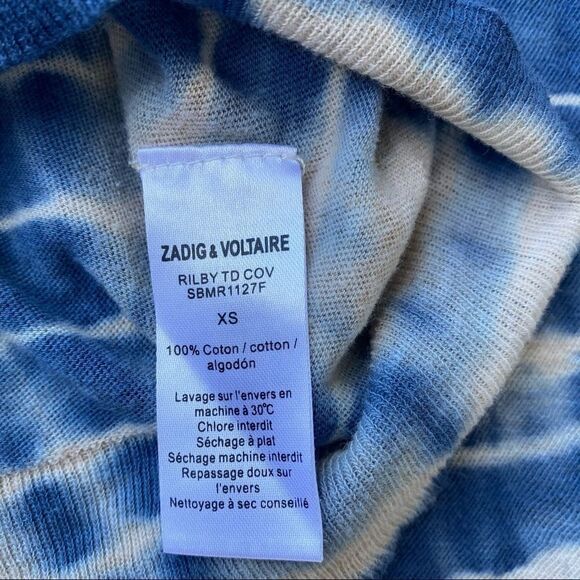 ZADIG & VOLTAIRE
RILBY TD COV
SBMR1127F
XS
100% Coton / cotton /
algodón
Lavage sur l'envers en
machine à 30°C
Chlore interdit
Séchage à plat
Séchage machine interdit
Repassage doux sur
l'envers
Nettoyage à sec conseillé